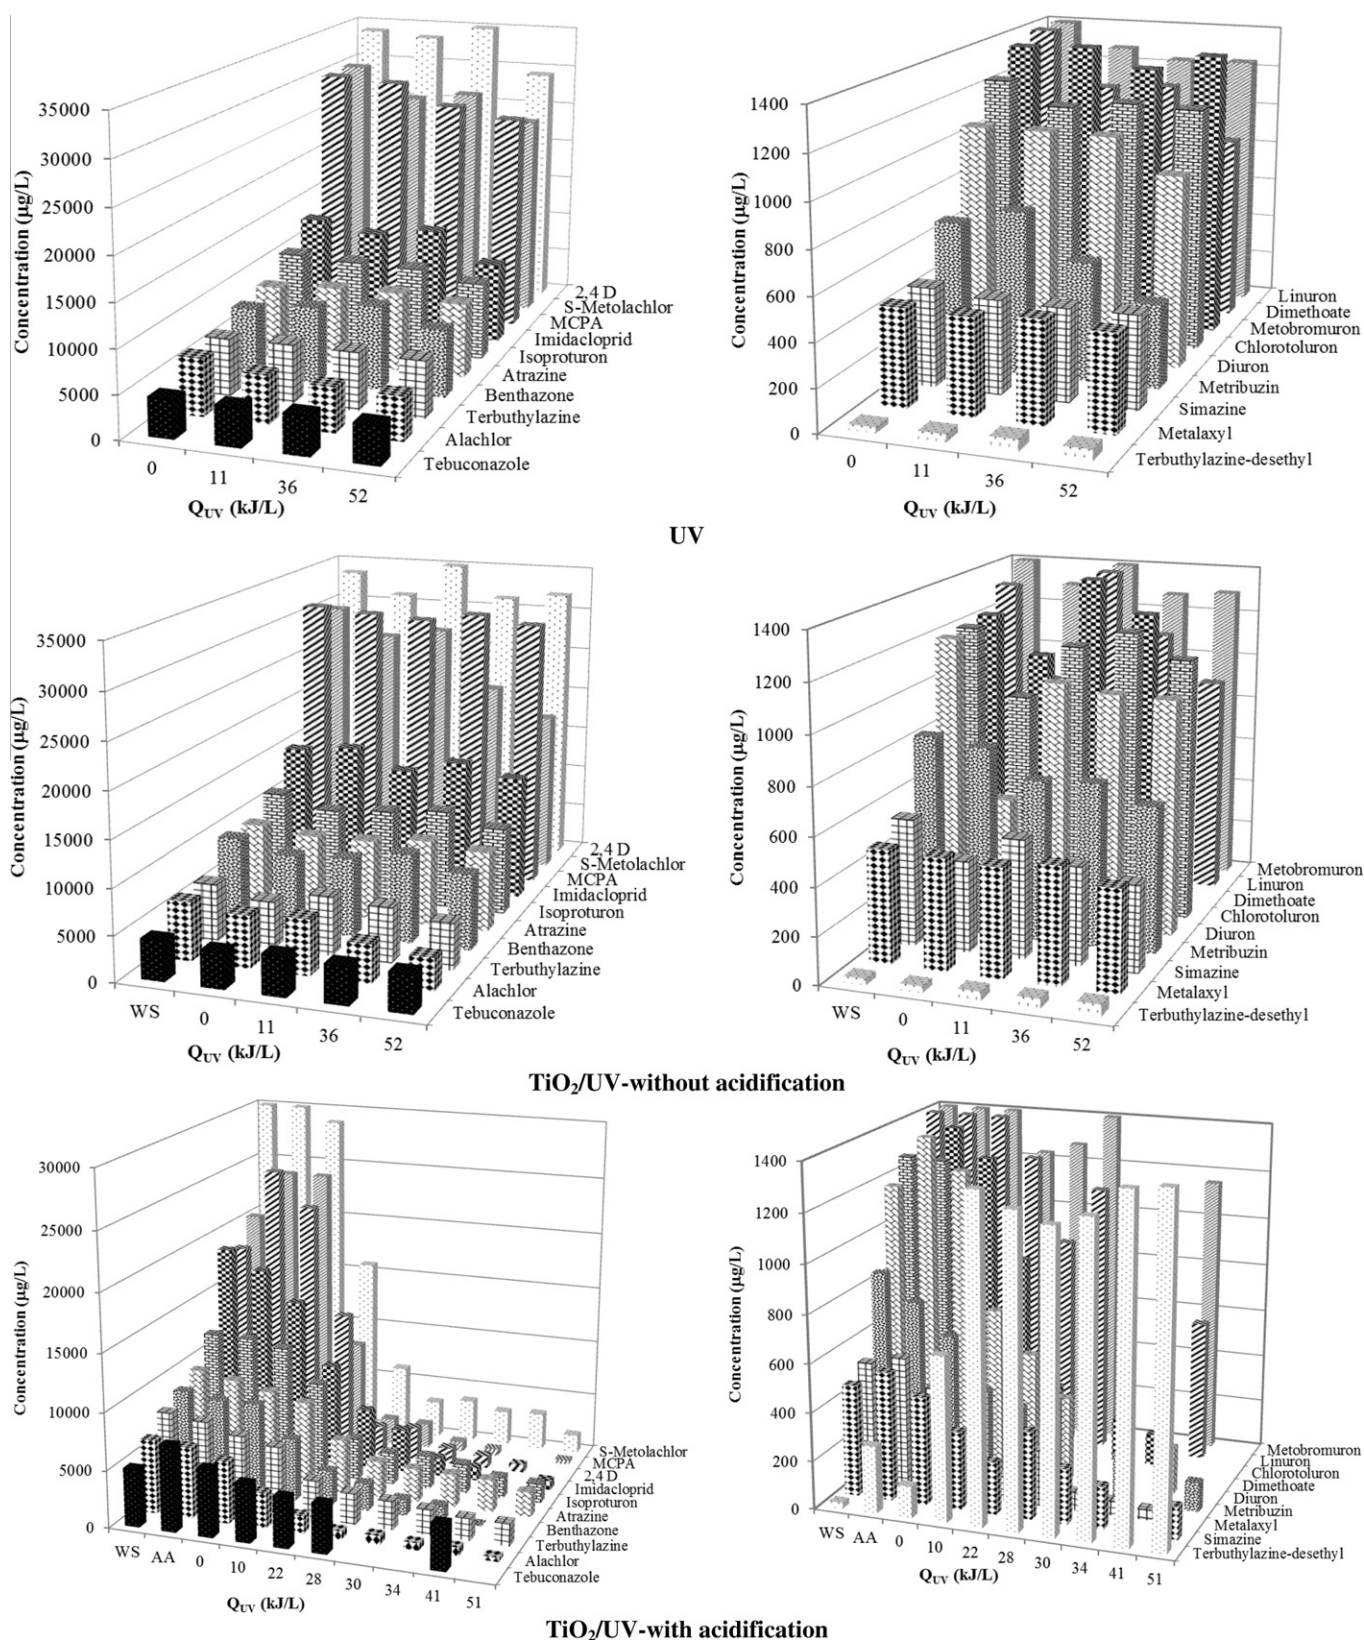 Concentration (µg/L)
35000
30000
25000
20000
15000
10000
5000
0
0
11
36
52
Q_UV (kJ/L)
2,4 D
S-Metolachlor
MCPA
Imidacloprid
Isoproturon
Atrazine
Benthazone
Terbuthylazine
Alachlor
Tebuconazole
Concentration (µg/L)
1400
1200
1000
800
600
400
200
0
0
11
36
52
Q_UV (kJ/L)
Linuron
Dimethoate
Metobromuron
Chlorotoluron
Diuron
Metribuzin
Simazine
Metalaxyl
Terbuthylazine-desethyl
UV
Concentration (µg/L)
35000
30000
25000
20000
15000
10000
5000
0
WS
0
11
36
52
Q_UV (kJ/L)
2,4 D
S-Metolachlor
MCPA
Imidacloprid
Isoproturon
Atrazine
Benthazone
Terbuthylazine
Alachlor
Tebuconazole
Concentration (µg/L)
1400
1200
1000
800
600
400
200
0
WS
0
11
36
52
Q_UV (kJ/L)
Metobromuron
Linuron
Dimethoate
Chlorotoluron
Diuron
Metribuzin
Simazine
Metalaxyl
Terbuthylazine-desethyl
TiO₂/UV-without acidification
Concentration (µg/L)
30000
25000
20000
15000
10000
5000
0
WS
AA
0
10
22
28
30
34
41
51
Q_UV (kJ/L)
S-Metolachlor
MCPA
2,4 D
Imidacloprid
Isoproturon
Atrazine
Benthazone
Terbuthylazine
Alachlor
Tebuconazole
Concentration (µg/L)
1400
1200
1000
800
600
400
200
0
WS
AA
0
10
22
28
30
34
41
51
Q_UV (kJ/L)
Metobromuron
Linuron
Chlorotoluron
Dimethoate
Diuron
Metribuzin
Metalaxyl
Simazine
Terbuthylazine-desethyl
TiO₂/UV-with acidification